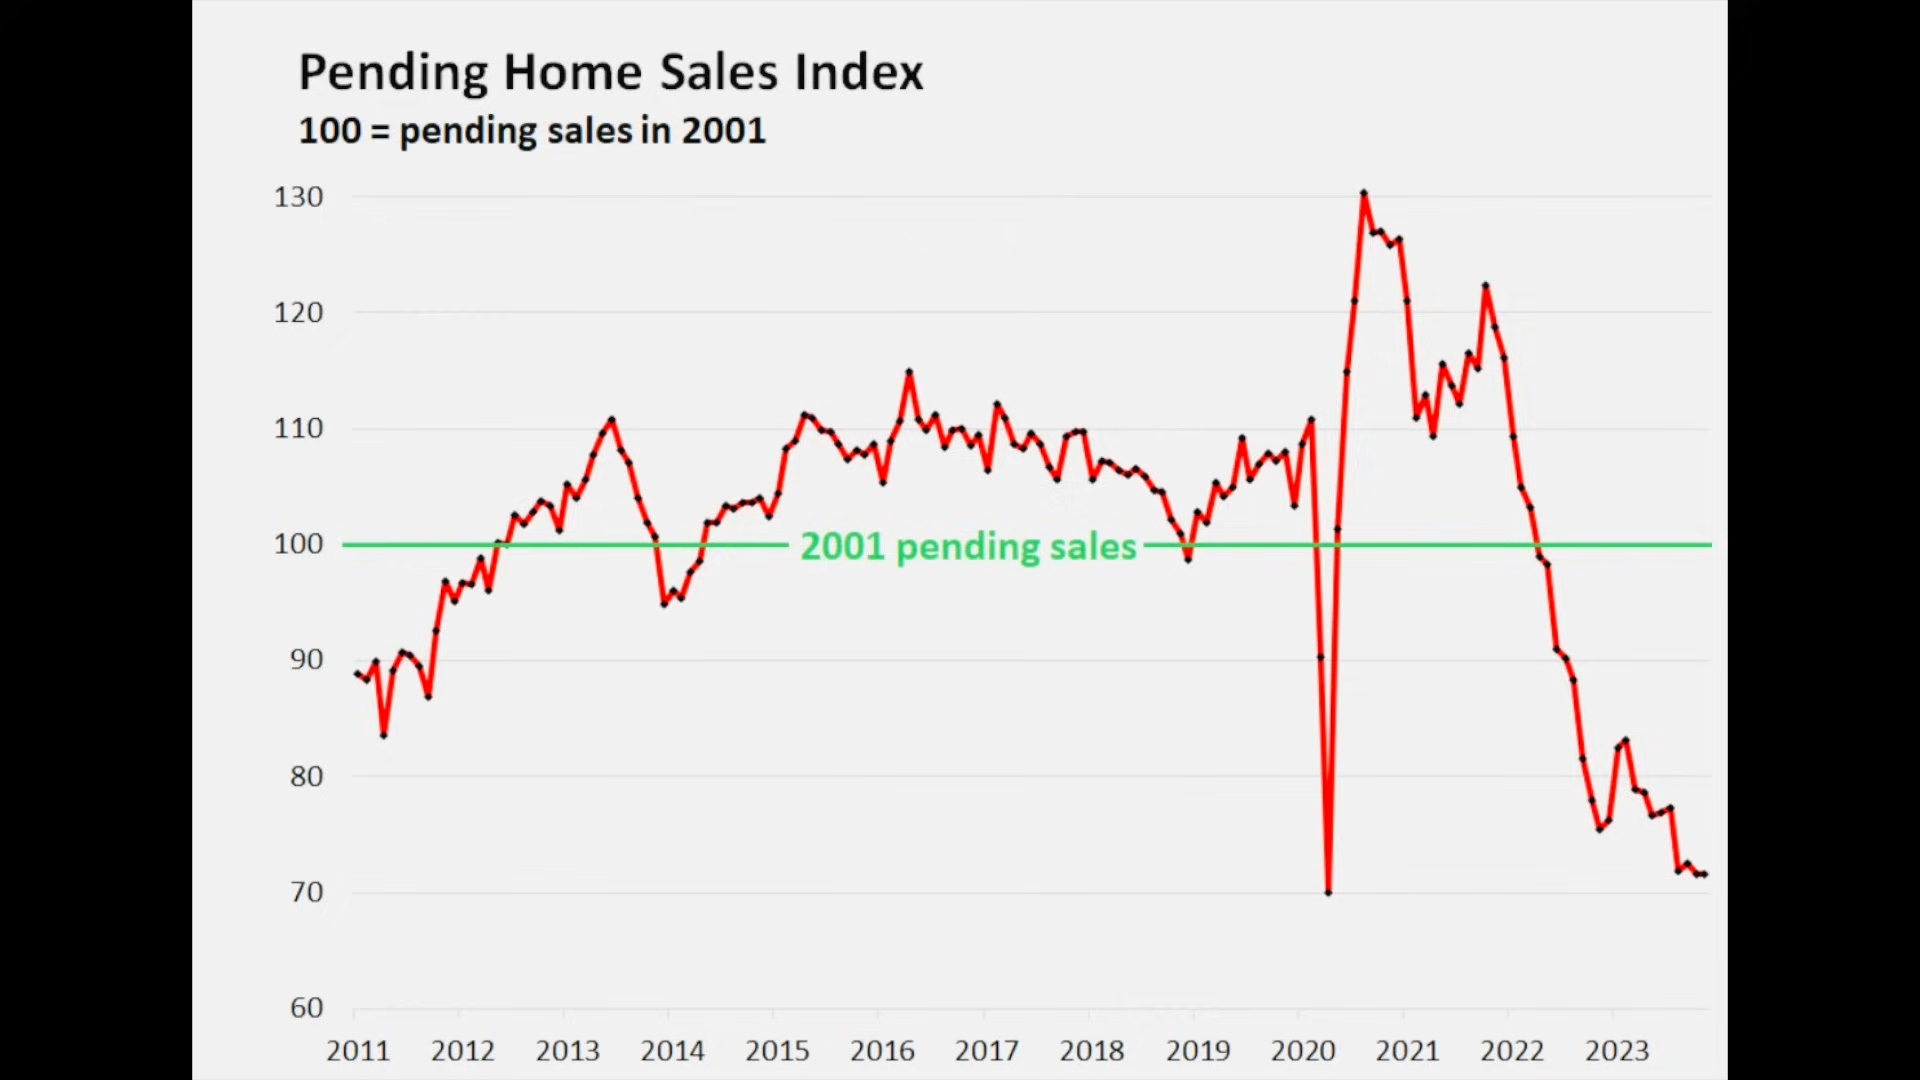 Pending Home Sales Index
100 = pending sales in 2001
130
120
110
100
2001 pending sales
90
80
70
60
2011 2012 2013 2014 2015 2016 2017 2018 2019 2020 2021 2022 2023